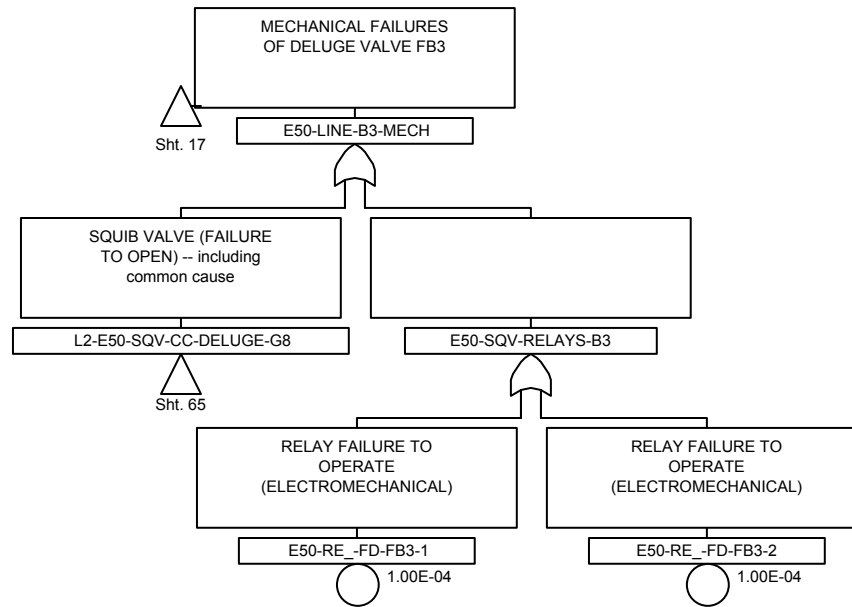 MECHANICAL FAILURES
OF DELUGE VALVE FB3
Sht. 17
E50-LINE-B3-MECH
SQUIB VALVE (FAILURE
TO OPEN) -- including
common cause
L2-E50-SQV-CC-DELUGE-G8
E50-SQV-RELAYS-B3
Sht. 65
RELAY FAILURE TO
OPERATE
(ELECTROMECHANICAL)
RELAY FAILURE TO
OPERATE
(ELECTROMECHANICAL)
E50-RE_-FD-FB3-1
E50-RE_-FD-FB3-2
1.00E-04
1.00E-04